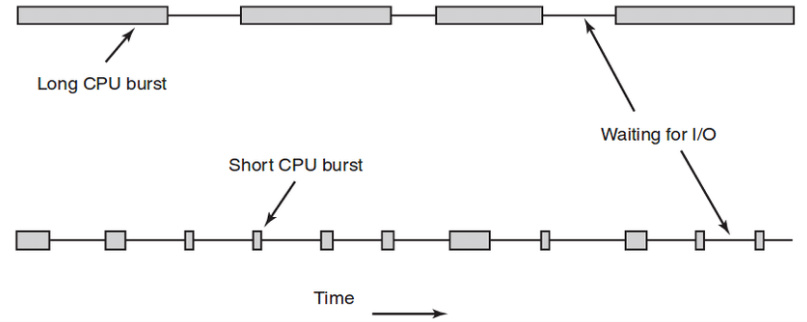 Long CPU burst
Waiting for I/O
Short CPU burst
Time